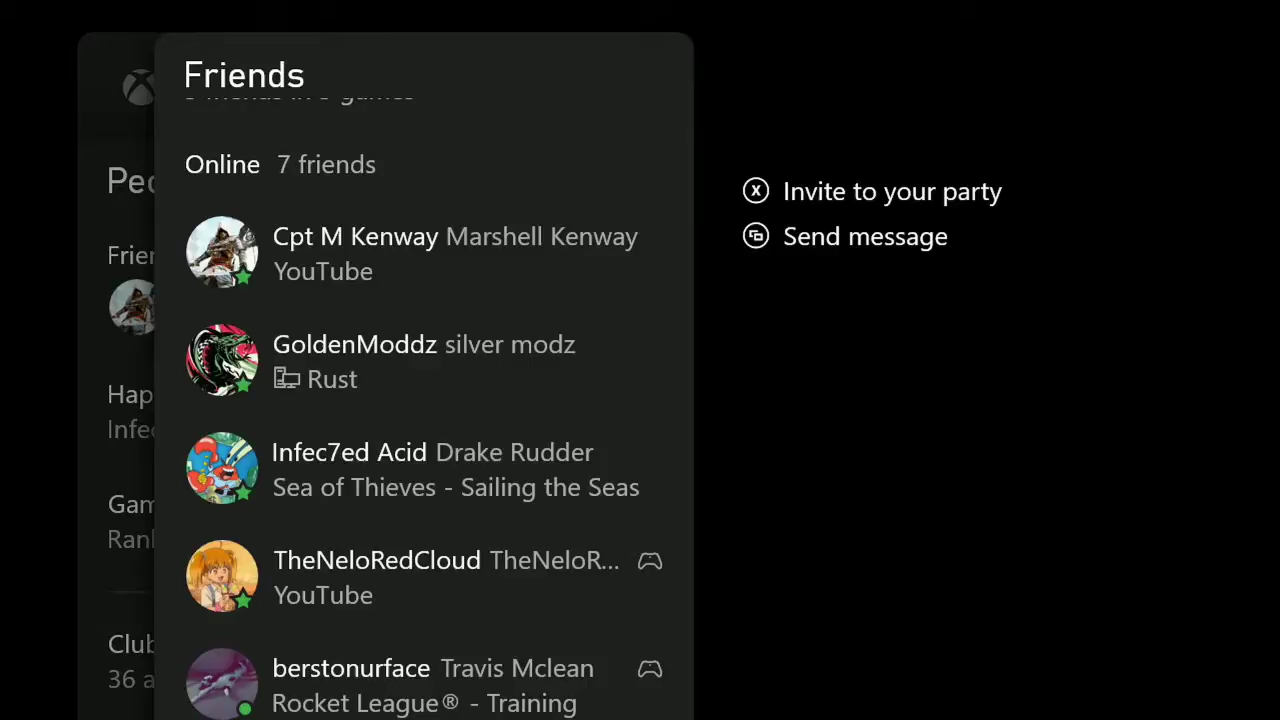 Friends
Online 7 friends
Cpt M Kenway Marshell Kenway
YouTube
GoldenModdz silver modz
Rust
Infec7ed Acid Drake Rudder
Sea of Thieves - Sailing the Seas
TheNeloRedCloud TheNeloR...
YouTube
berstonurface Travis Mclean
Rocket League® - Training
X Invite to your party
Send message
36